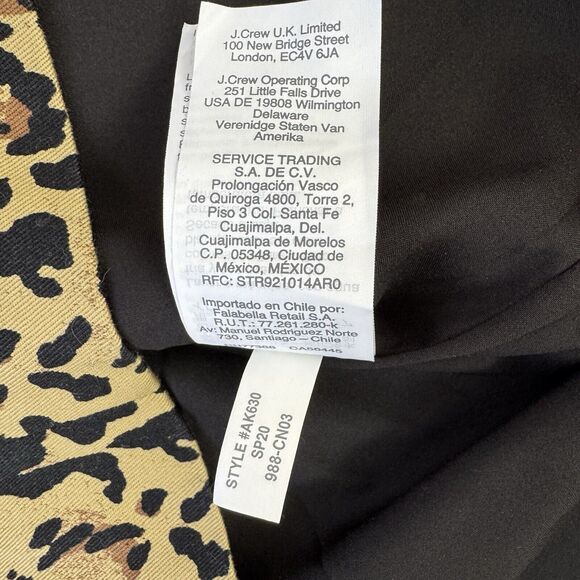 J.Crew U.K. Limited
100 New Bridge Street
London, EC4V 6JA
J.Crew Operating Corp
251 Little Falls Drive
USA DE 19808 Wilmington
Delaware
Verenidge Staten Van
Amerika
SERVICE TRADING
S.A. DE C.V.
Prolongación Vasco
de Quiroga 4800, Torre 2,
Piso 3 Col. Santa Fe
Cuajimalpa, Del.
Cuajimalpa de Morelos
C.P. 05348, Ciudad de
México, MÉXICO
RFC: STR921014AR0
Importado en Chile por:
Falabella Retail S.A.
R.U.T.: 77.261.280-k
Av: Manuel Rodriguez Norte
730, Santiago – Chile
STYLE #AK630
SP20
988-CN03